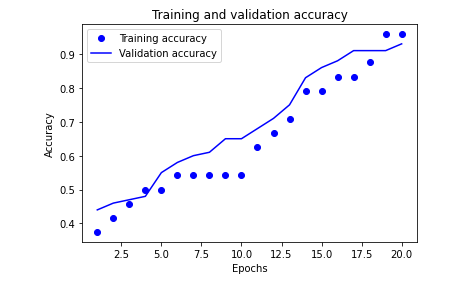 Training and validation accuracy
Training accuracy
Validation accuracy
Accuracy
0.9
0.8
0.7
0.6
0.5
0.4
2.5 5.0 7.5 10.0 12.5 15.0 17.5 20.0
Epochs